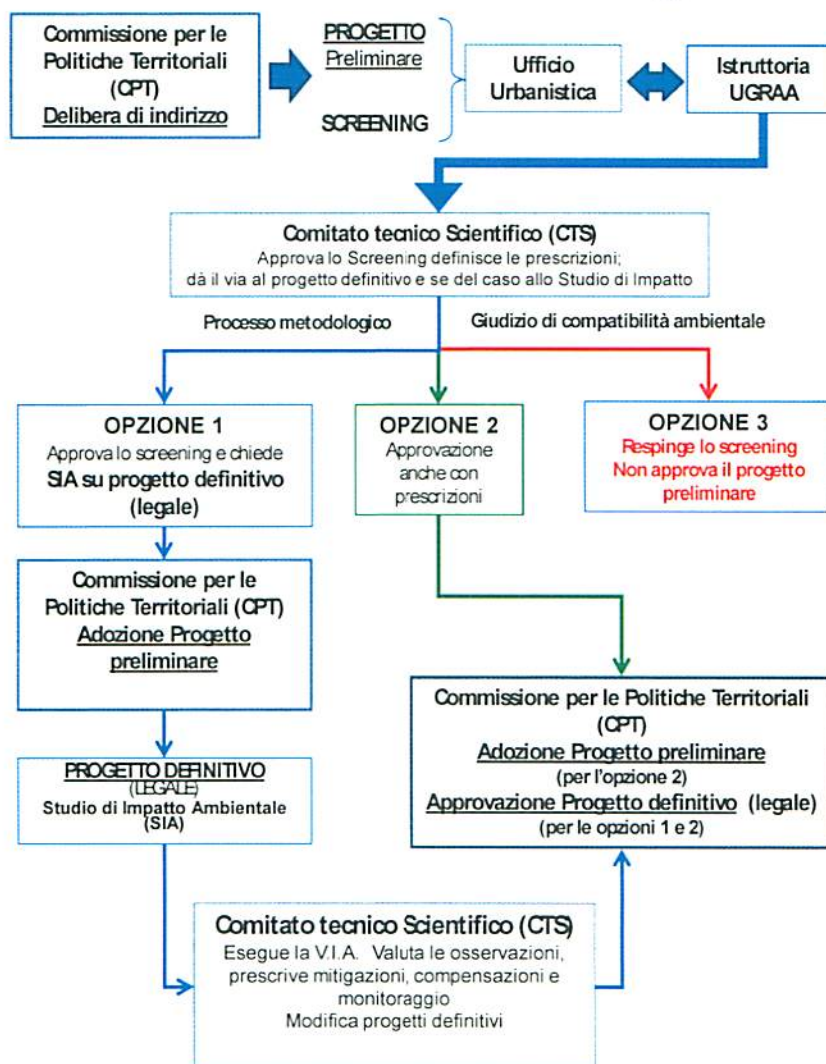 Commissione per le
Politiche Territoriali
(CPT)
Delibera di indirizzo
PROGETTO
Preliminare
SCREENING
Ufficio
Urbanistica
Istruttoria
UGRAA
Comitato tecnico Scientifico (CTS)
Approva lo Screening definisce le prescrizioni;
dà il via al progetto definitivo e se del caso allo Studio di Impatto
Processo metodologico
Giudizio di compatibilità ambientale
OPZIONE 1
Approva lo screening e chiede
SIA su progetto definitivo
(legale)
OPZIONE 2
Approvazione
anche con
prescrizioni
OPZIONE 3
Respinge lo screening
Non approva il progetto
preliminare
Commissione per le
Politiche Territoriali (CPT)
Adozione Progetto
preliminare
PROGETTO DEFINITIVO
(LEGALE)
Studio di Impatto Ambientale
(SIA)
Commissione per le Politiche Territoriali
(CPT)
Adozione Progetto preliminare
(per l'opzione 2)
Approvazione Progetto definitivo (legale)
(per le opzioni 1 e 2)
Comitato tecnico Scientifico (CTS)
Esegue la V.I.A. Valuta le osservazioni,
prescrive mitigazioni, compensazioni e
monitoraggio
Modifica progetti definitivi